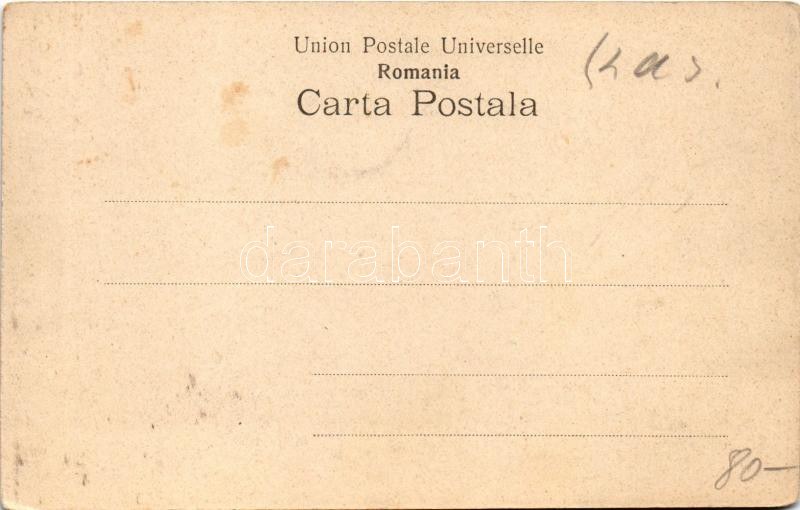 Union Postale Universelle
Romania
Carta Postala
darabanth
80-